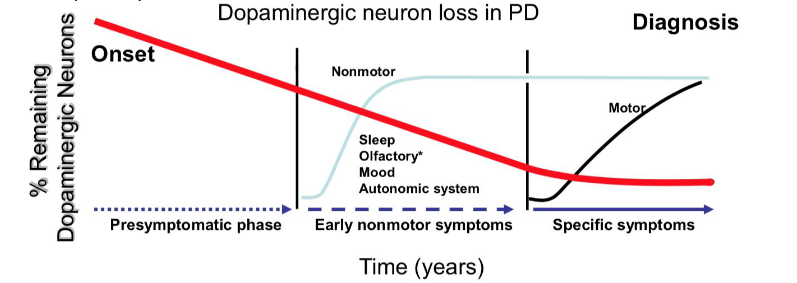 Dopaminergic neuron loss in PD
Diagnosis
Onset
% Remaining
Dopaminergic Neurons
Nonmotor
Motor
Sleep
Olfactory*
Mood
Autonomic system
Presymptomatic phase
Early nonmotor symptoms
Specific symptoms
Time (years)